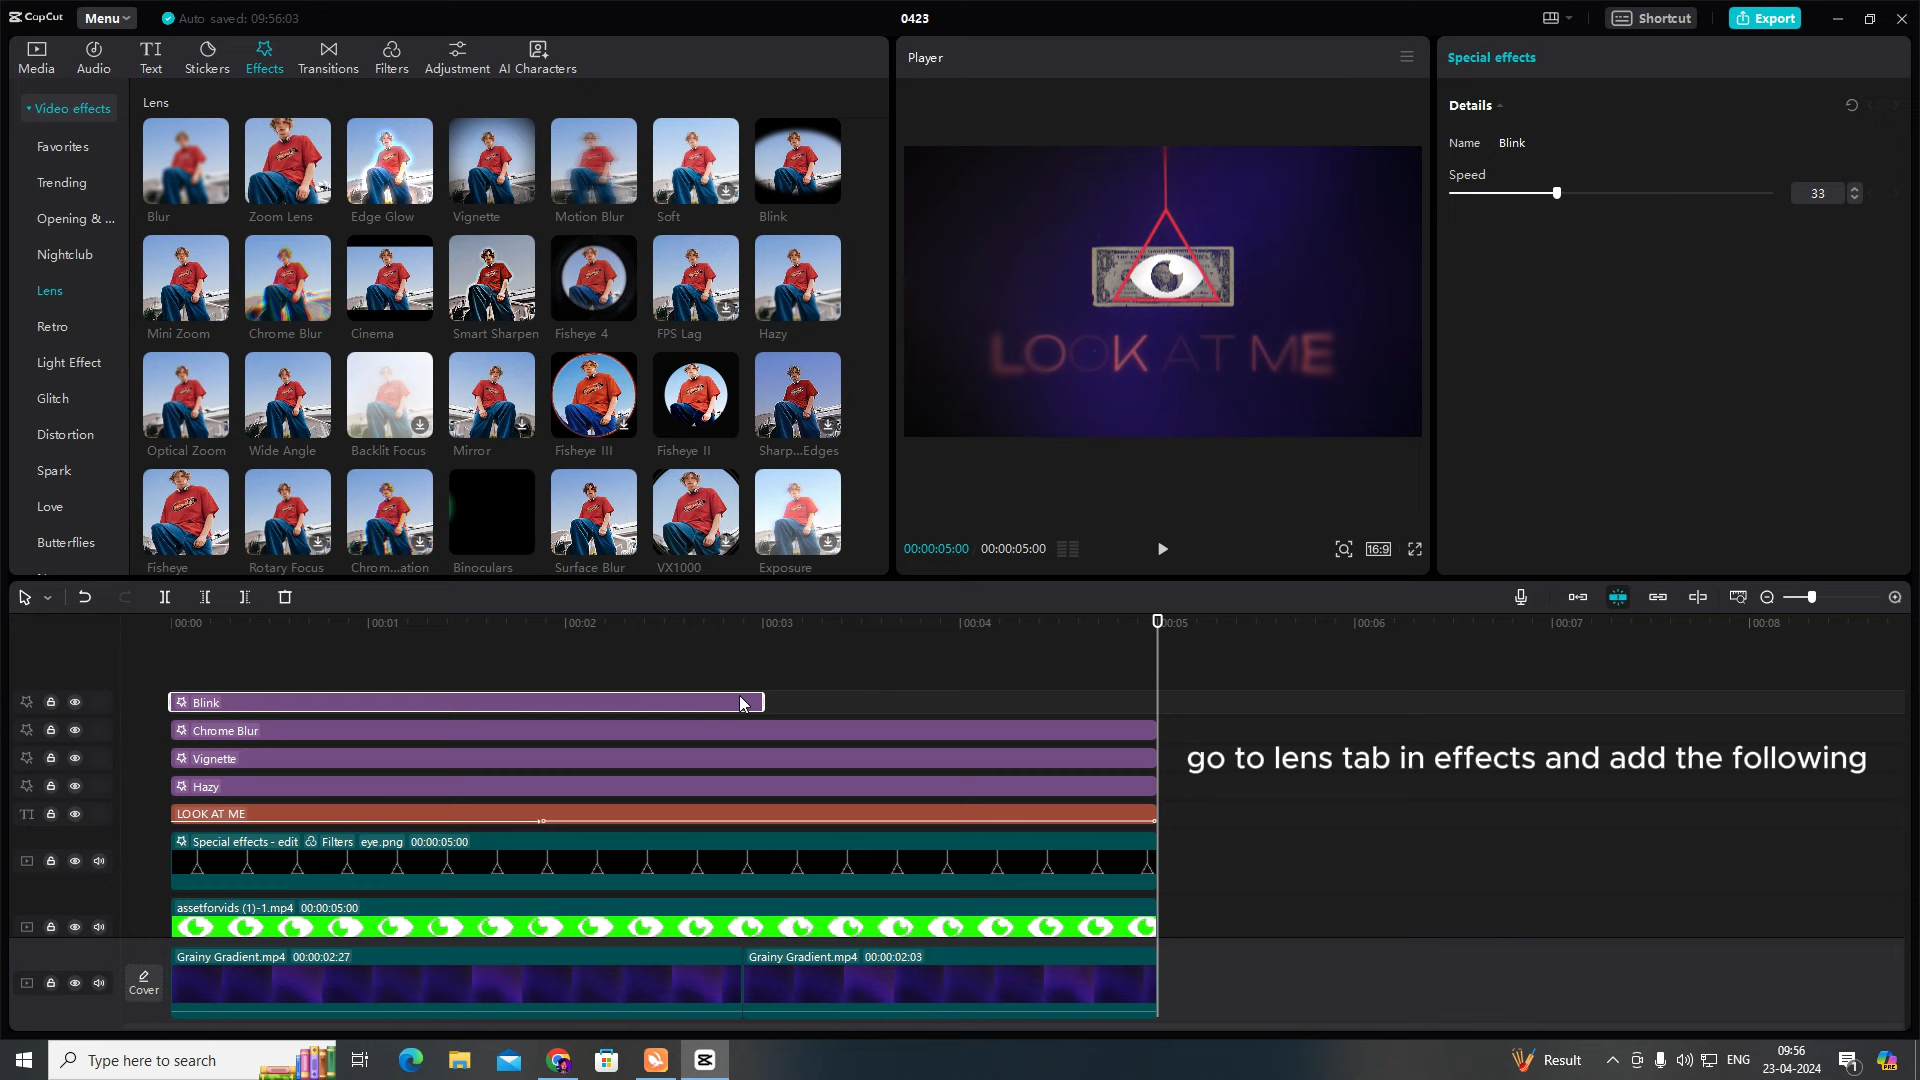 CapCut
Menu
Auto saved: 09:56:03
0423
Shortcut
Export
Media
Audio
TI
Text
Stickers
Effects
Transitions
Filters
Adjustment
AI Characters
Video effects
Favorites
Trending
Opening & ...
Nightclub
Lens
Retro
Light Effect
Glitch
Distortion
Spark
Love
Butterflies
Lens
Blur
Zoom Lens
Edge Glow
Vignette
Motion Blur
Soft
Blink
Mini Zoom
Chrome Blur
Cinema
Smart Sharpen
Fisheye 4
FPS Lag
Hazy
Optical Zoom
Wide Angle
Backlit Focus
Mirror
Fisheye III
Fisheye II
Sharp...Edges
Fisheye
Rotary Focus
Chrom...ation
Binoculars
Surface Blur
VX1000
Exposure
Player
LOOK AT ME
00:00:05:00
00:00:05:00
16:9
Special effects
Details
Name Blink
Speed
33
00:00
00:01
00:02
00:03
00:04
00:05
00:06
00:07
00:08
Blink
Chrome Blur
Vignette
Hazy
TI
LOOK AT ME
Special effects - edit Filters eye.png 00:00:05:00
assetforvids (1)-1.mp4 00:00:05:00
Grainy Gradient.mp4 00:00:02:27
Grainy Gradient.mp4 00:00:02:03
Cover
go to lens tab in effects and add the following
Type here to search
Result
ENG
09:56
23-04-2024
1